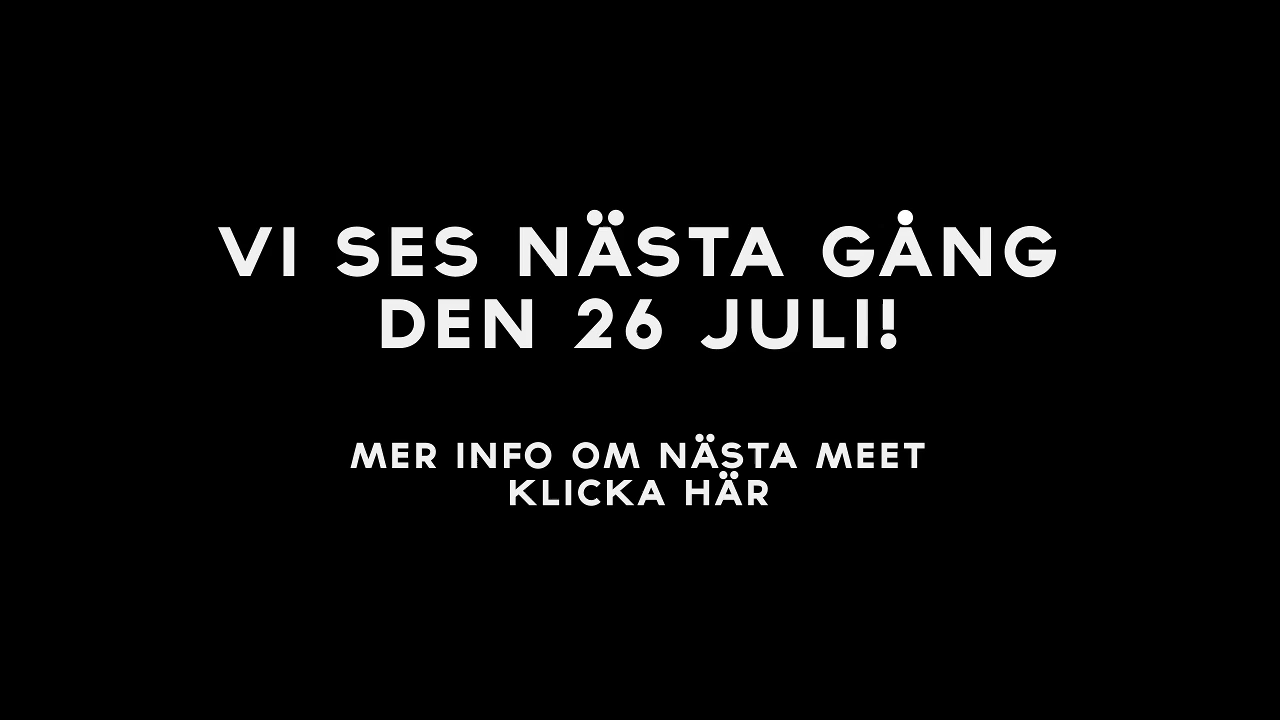 VI SES NÄSTA GÅNG
DEN 26 JULI!
MER INFO OM NÄSTA MEET
KLICKA HÄR